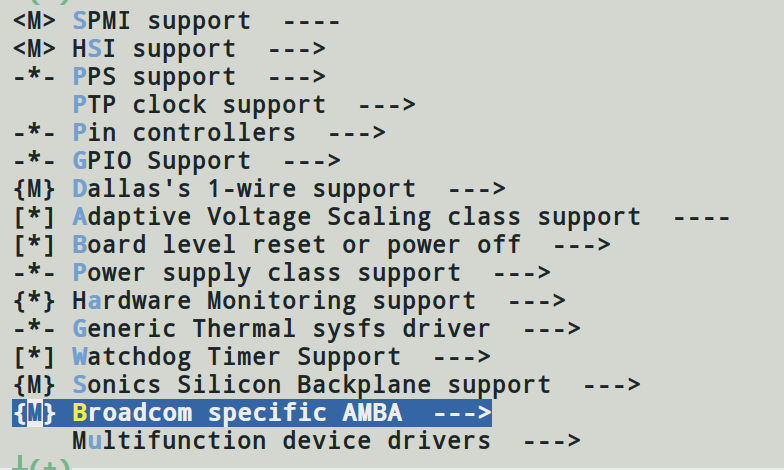 <M> SPMI support  ----
<M> HSI support  --->
-*- PPS support  --->
    PTP clock support  --->
-*- Pin controllers  --->
-*- GPIO Support  --->
{M} Dallas's 1-wire support  --->
[*] Adaptive Voltage Scaling class support  ----
[*] Board level reset or power off  --->
-*- Power supply class support  --->
{*} Hardware Monitoring support  --->
-*- Generic Thermal sysfs driver  --->
[*] Watchdog Timer Support  --->
{M} Sonics Silicon Backplane support  --->
{M} Broadcom specific AMBA  --->
    Multifunction device drivers  --->
┴(+)